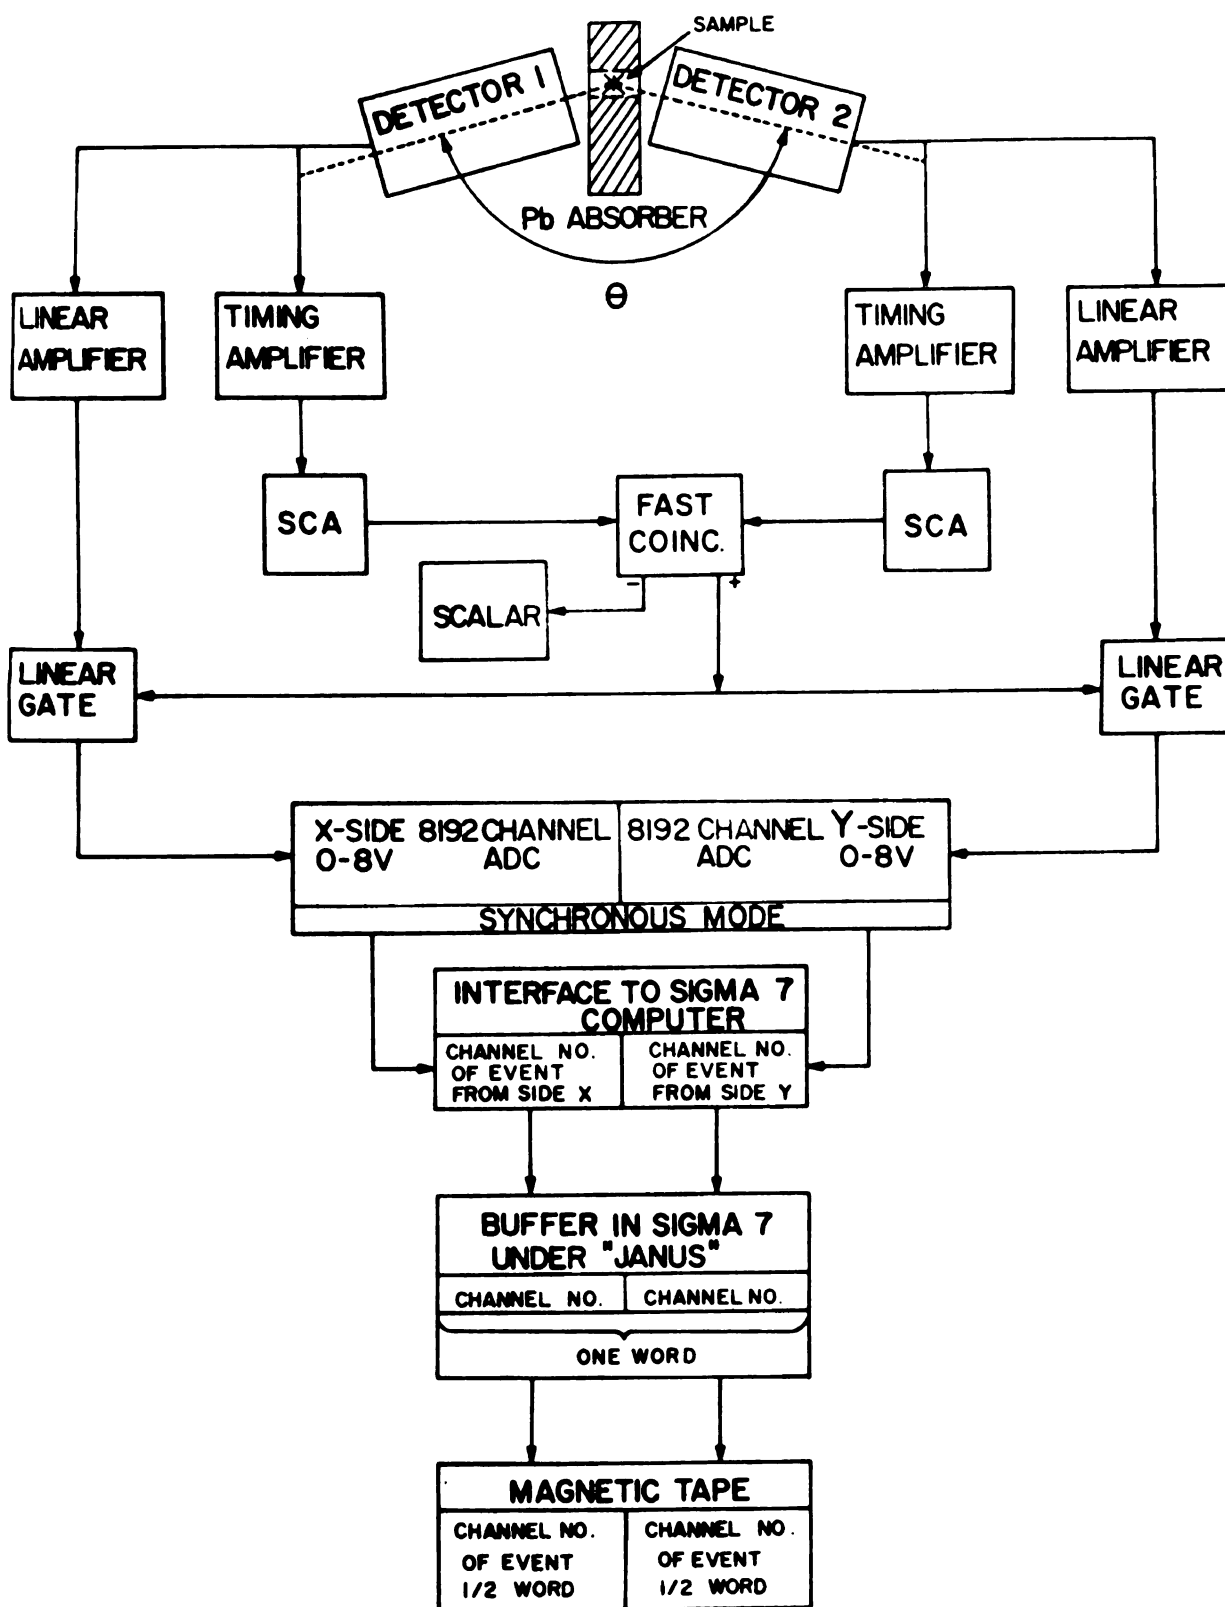 SAMPLE
DETECTOR 1
DETECTOR 2
Pb ABSORBER
θ
LINEAR
AMPLIFIER
TIMING
AMPLIFIER
TIMING
AMPLIFIER
LINEAR
AMPLIFIER
SCA
FAST
COINC.
SCA
- +
SCALAR
LINEAR
GATE
LINEAR
GATE
X-SIDE 8192 CHANNEL
0-8V ADC
8192 CHANNEL Y-SIDE
ADC 0-8V
SYNCHRONOUS MODE
INTERFACE TO SIGMA 7
COMPUTER
CHANNEL NO.
OF EVENT
FROM SIDE X
CHANNEL NO.
OF EVENT
FROM SIDE Y
BUFFER IN SIGMA 7
UNDER "JANUS"
CHANNEL NO.
CHANNEL NO.
ONE WORD
MAGNETIC TAPE
CHANNEL NO.
OF EVENT
1/2 WORD
CHANNEL NO.
OF EVENT
1/2 WORD